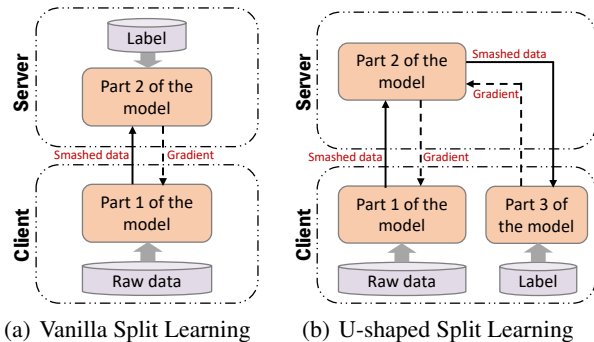 Server
Label
Part 2 of the
model
Smashed data
Gradient
Client
Part 1 of the
model
Raw data
(a) Vanilla Split Learning
Server
Part 2 of the
model
Smashed data
Gradient
Smashed data
Gradient
Client
Part 1 of the
model
Part 3 of
the model
Raw data
Label
(b) U-shaped Split Learning